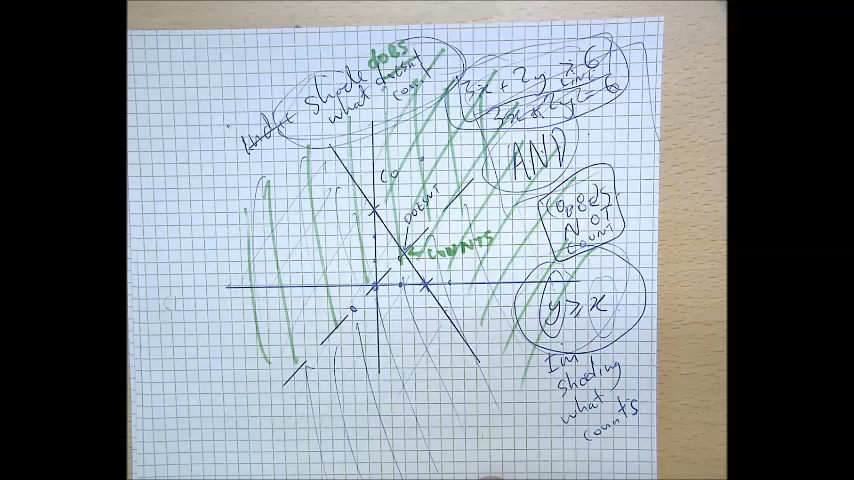 does
shade
what doesn't
count
3x + 2y ≥ 6
LINE
3x + 2y = 6
AND
CO
DOESN'T
COUNTS
NOT
COUNT
y ≥ x
I'm
shading
what
counts